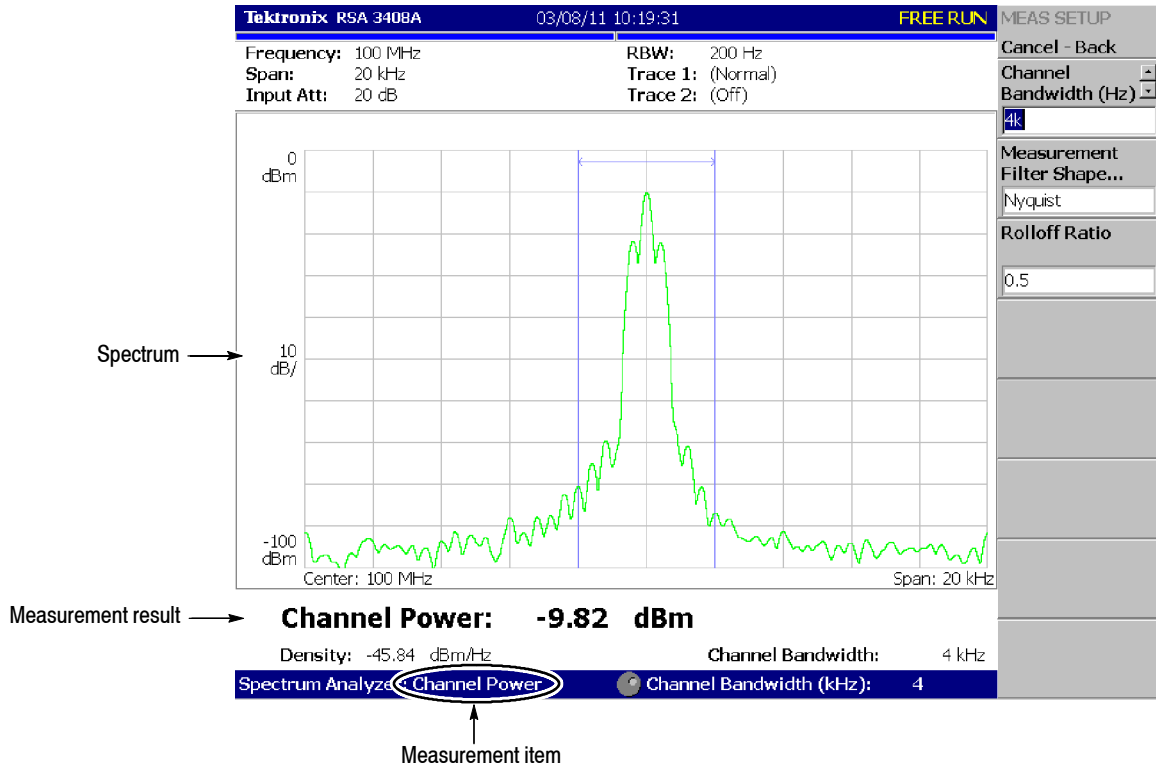 Tektronix RSA 3408A 03/08/11 10:19:31 FREE RUN
Frequency: 100 MHz RBW: 200 Hz
Span: 20 kHz Trace 1: (Normal)
Input Att: 20 dB Trace 2: (Off)
MEAS SETUP
Cancel - Back
Channel
Bandwidth (Hz)
4k
Measurement
Filter Shape...
Nyquist
Rolloff Ratio
0.5
0
dBm
Spectrum
10
dB/
-100
dBm
Center: 100 MHz Span: 20 kHz
Measurement result
Channel Power: -9.82 dBm
Density: -45.84 dBm/Hz Channel Bandwidth: 4 kHz
Spectrum Analyzer: Channel Power Channel Bandwidth (kHz): 4
Measurement item